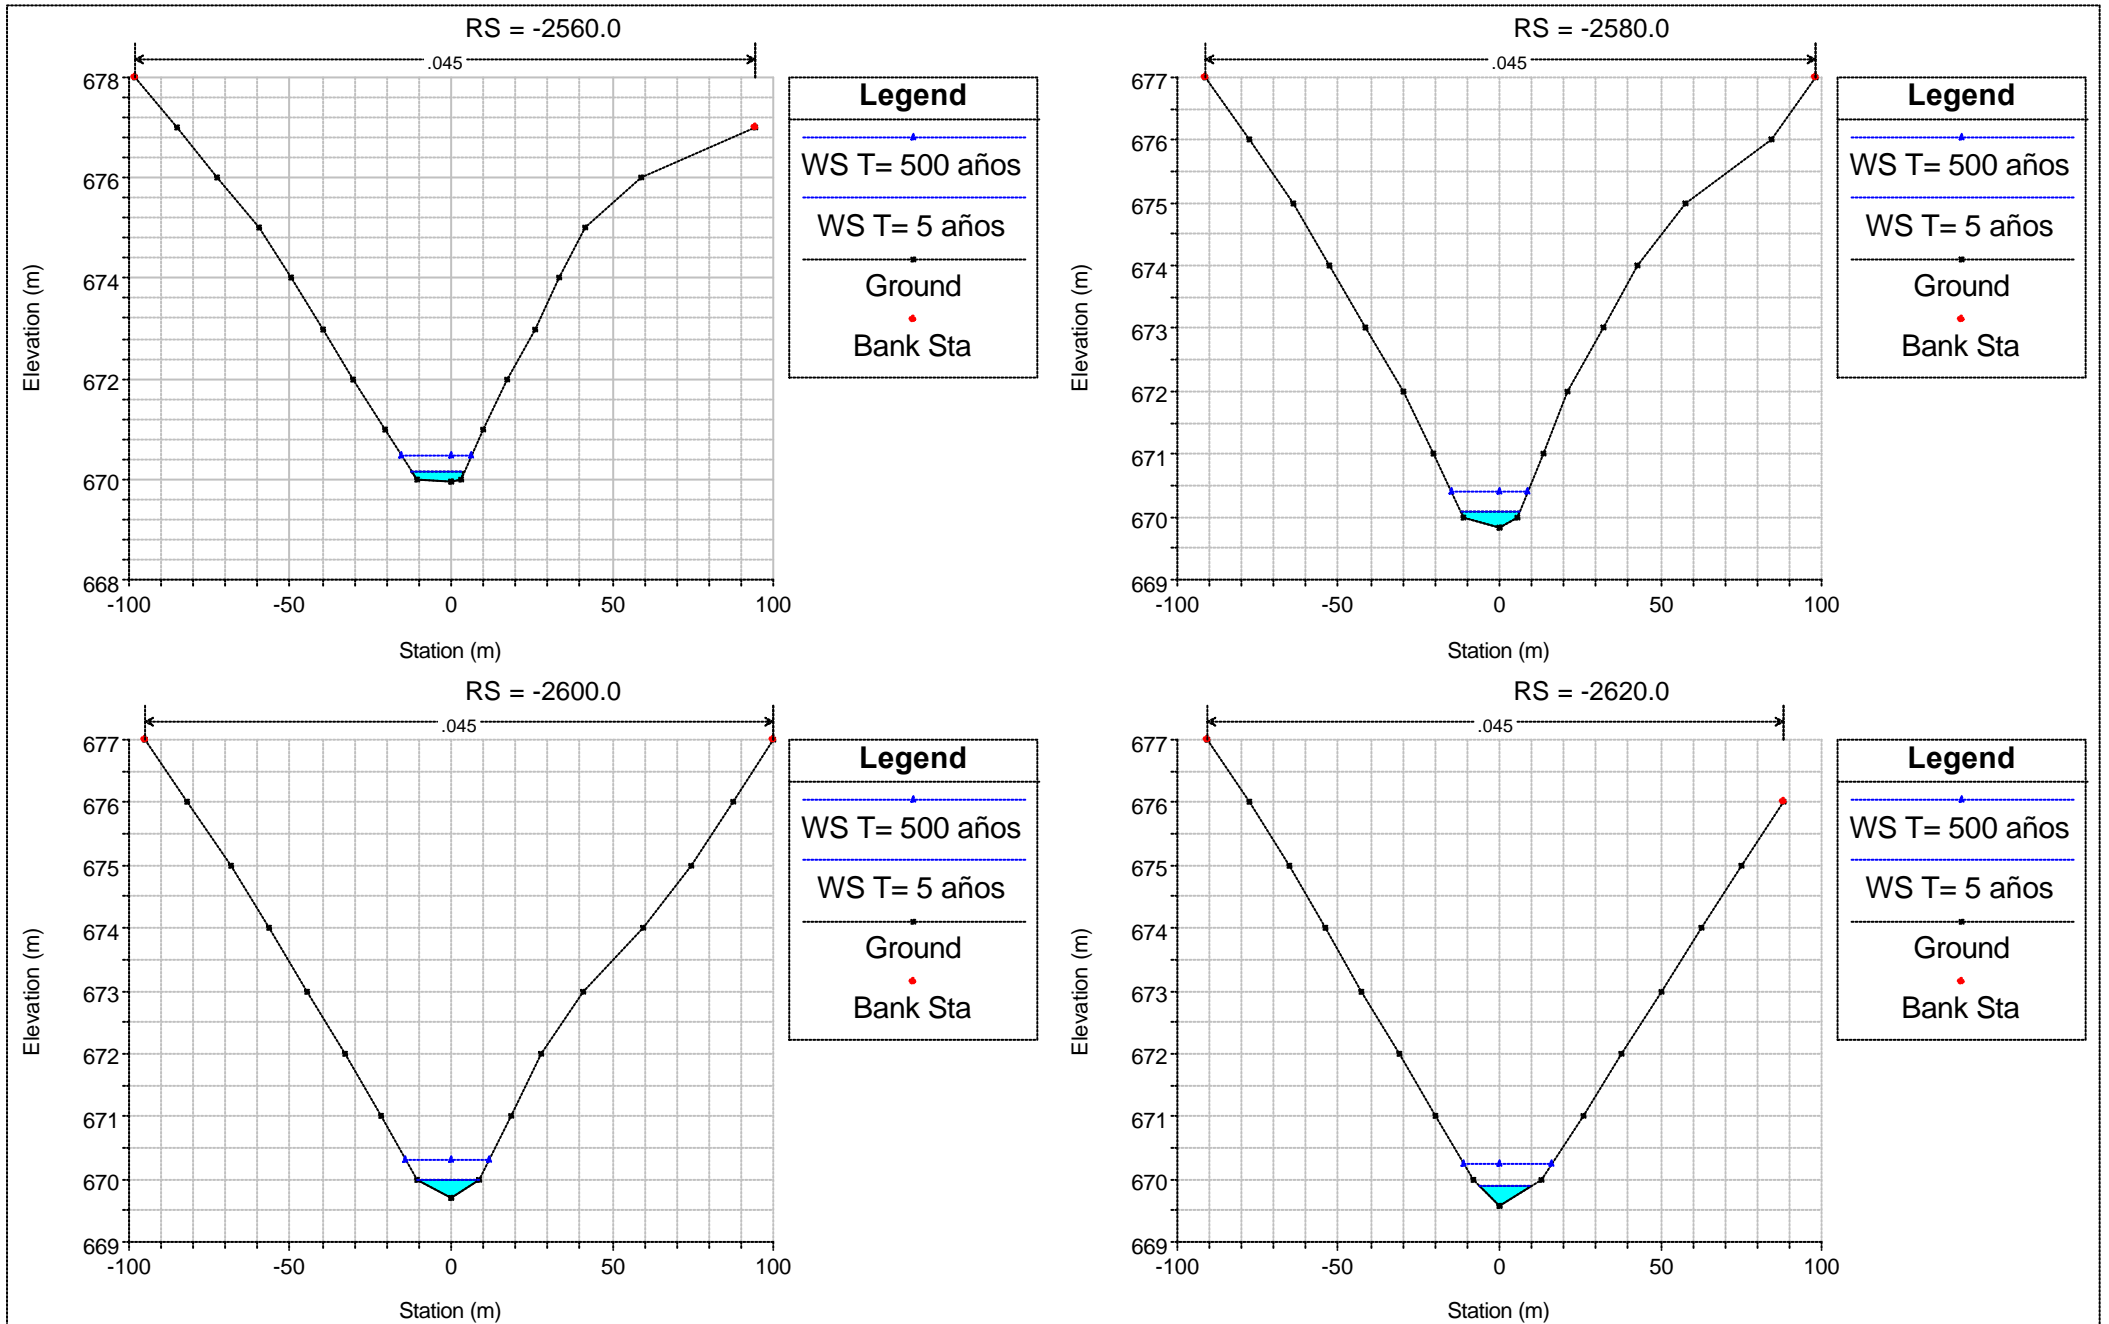 RS = -2560.0
.045
678
676
674
672
670
668
-100 -50 0 50 100
Elevation (m)
Station (m)
Legend
WS T= 500 años
WS T= 5 años
Ground
Bank Sta
RS = -2580.0
.045
677
676
675
674
673
672
671
670
669
-100 -50 0 50 100
Elevation (m)
Station (m)
Legend
WS T= 500 años
WS T= 5 años
Ground
Bank Sta
RS = -2600.0
.045
677
676
675
674
673
672
671
670
669
-100 -50 0 50 100
Elevation (m)
Station (m)
Legend
WS T= 500 años
WS T= 5 años
Ground
Bank Sta
RS = -2620.0
.045
677
676
675
674
673
672
671
670
669
-100 -50 0 50 100
Elevation (m)
Station (m)
Legend
WS T= 500 años
WS T= 5 años
Ground
Bank Sta